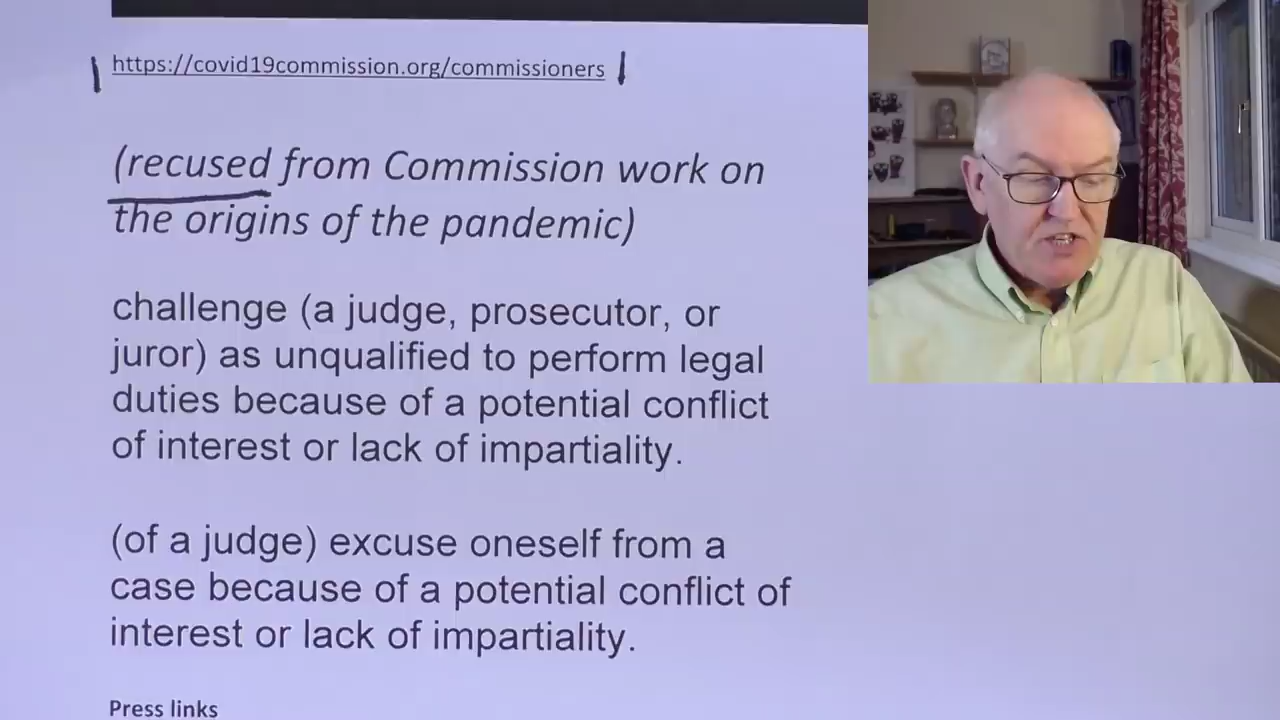 https://covid19commission.org/commissioners
(recused from Commission work on
the origins of the pandemic)
challenge (a judge, prosecutor, or
juror) as unqualified to perform legal
duties because of a potential conflict
of interest or lack of impartiality.
(of a judge) excuse oneself from a
case because of a potential conflict of
interest or lack of impartiality.
Press links